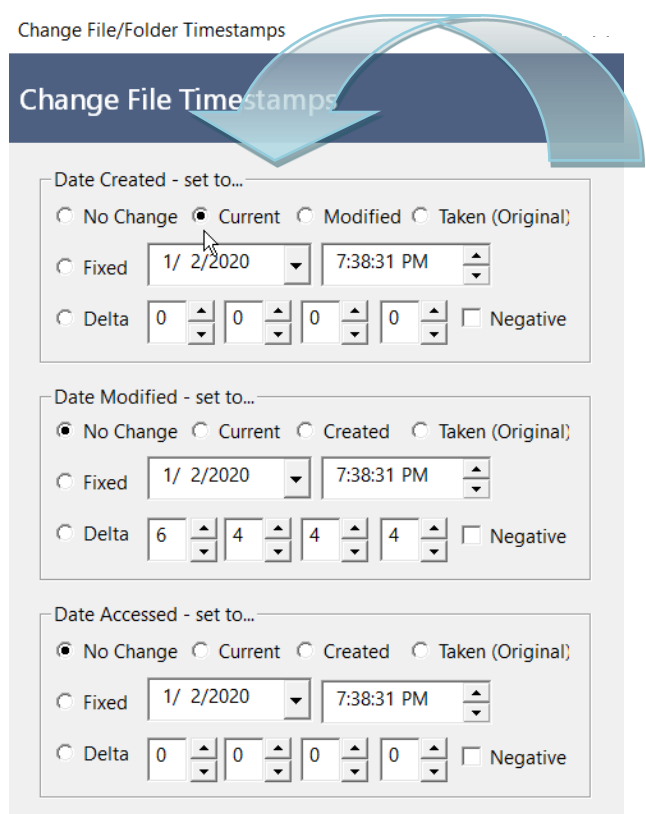 Change File/Folder Timestamps
Change File Timestamps
Date Created - set to...
No Change Current Modified Taken (Original)
Fixed 1/ 2/2020 7:38:31 PM
Delta 0 0 0 0 Negative
Date Modified - set to...
No Change Current Created Taken (Original)
Fixed 1/ 2/2020 7:38:31 PM
Delta 6 4 4 4 Negative
Date Accessed - set to...
No Change Current Created Taken (Original)
Fixed 1/ 2/2020 7:38:31 PM
Delta 0 0 0 0 Negative